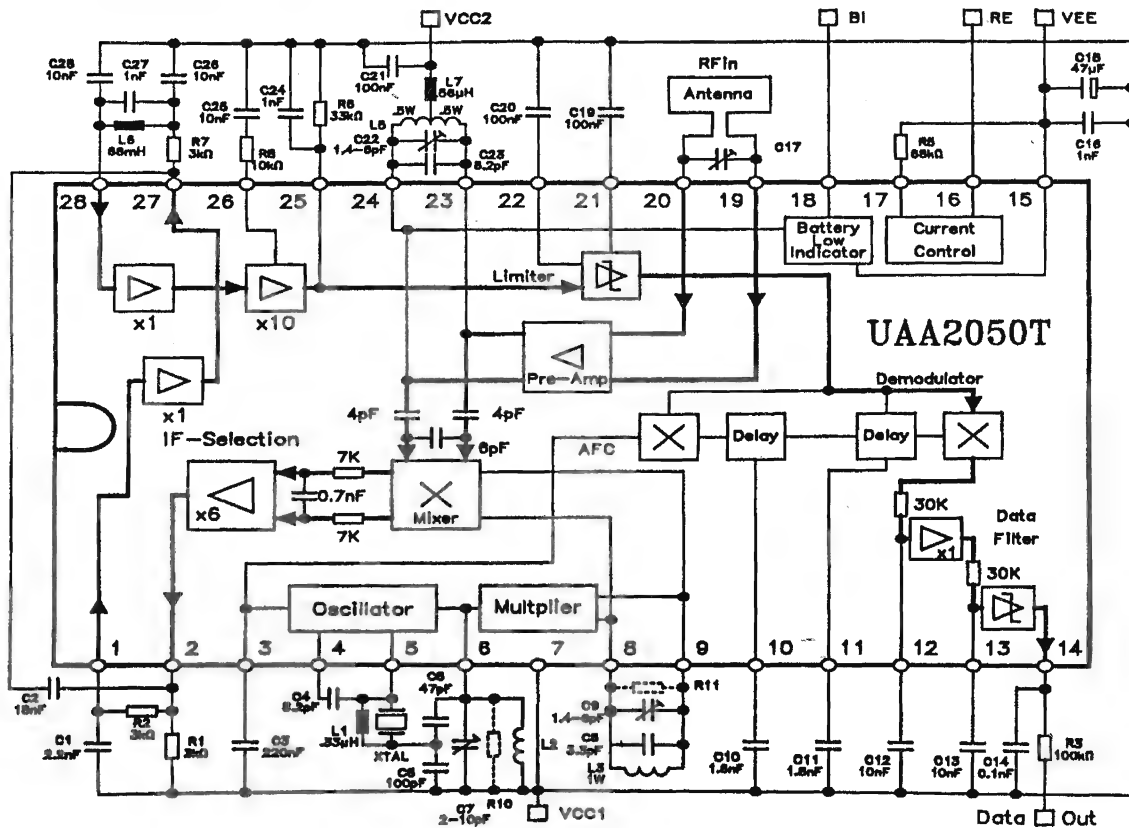 VCC2
BI
RE
VEE
C28
10nF
C27
1nF
C26
10nF
C25
10nF
C24
1nF
R6
33kΩ
C21
100nF
L7
56μH
C20
100nF
C19
100nF
RFin
Antenna
C17
C18
47μF
R5
68kΩ
C16
1nF
L6
68mH
R7
3kΩ
R8
10kΩ
L5
.5W
.5W
C22
1,4-6pF
C23
8.2pF
28
27
26
25
24
23
22
21
20
19
18
17
16
15
Battery
Low
Indicator
Current
Control
x1
x10
Limiter
UAA2050T
Pre-Amp
Demodulator
x1
IF-Selection
4pF
4pF
6pF
AFC
Delay
Delay
7K
0.7nF
x6
Mixer
7K
30K
x1
Data
Filter
30K
Oscillator
Multplier
1
2
3
4
5
6
7
8
9
10
11
12
13
14
C2
18nF
R2
3kΩ
C1
R1
3kΩ
C3
220nF
C4
L1
.33μH
XTAL
C6
47pF
100pF
C7
2-10pF
R10
L2
VCC1
R11
C9
C8
3.3pF
L3
1W
C10
1.8nF
C11
1.8nF
C12
10nF
C13
10nF
C14
0.1nF
R3
100kΩ
Data
Out